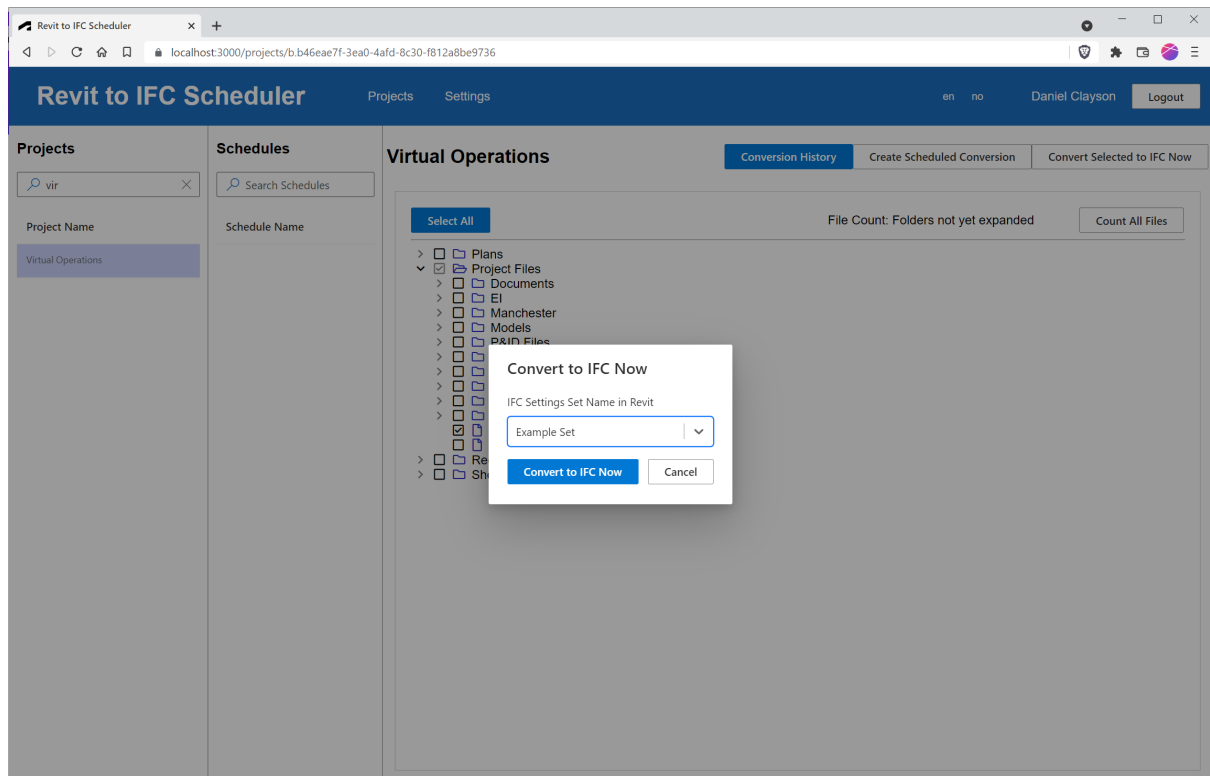 Revit to IFC Scheduler
localhost:3000/projects/b.b46eae7f-3ea0-4afd-8c30-f812a8be9736
Revit to IFC Scheduler
Projects
Settings
en
no
Daniel Clayson
Logout
Projects
vir
Project Name
Virtual Operations
Schedules
Search Schedules
Schedule Name
Virtual Operations
Conversion History
Create Scheduled Conversion
Convert Selected to IFC Now
Select All
File Count: Folders not yet expanded
Count All Files
Plans
Project Files
Documents
EI
Manchester
Models
P&ID Files
Re
Sh
Convert to IFC Now
IFC Settings Set Name in Revit
Example Set
Convert to IFC Now
Cancel